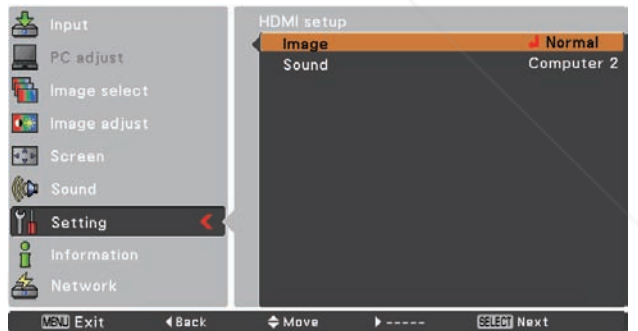 Input
PC adjust
Image select
Image adjust
Screen
Sound
Setting
Information
Network
HDMI setup
Image Normal
Sound Computer 2
MENU Exit Back Move ----- SELECT Next